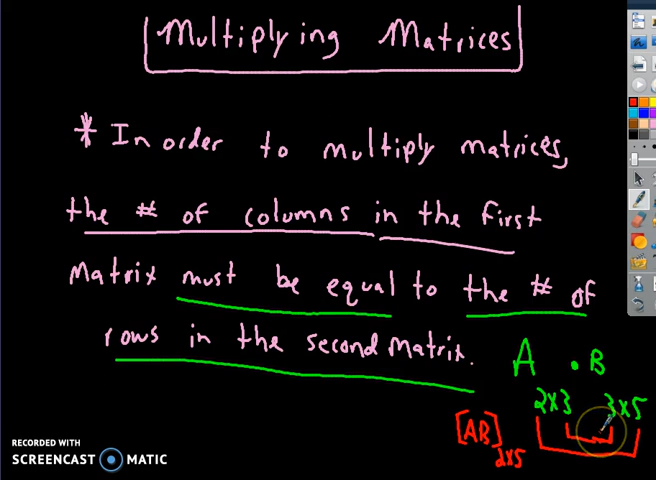 Multiplying Matrices
* In order to multiply matrices,
the # of columns in the first
Matrix must be equal to the # of
rows in the second Matrix.
A • B
2x3 3x5
[AB] 2x5
RECORDED WITH
SCREENCAST MATIC